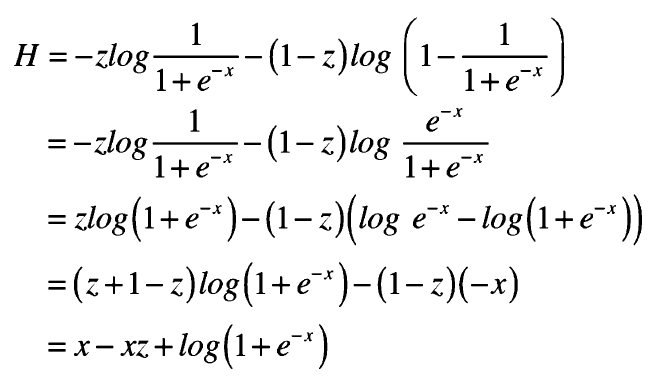 H = −zlog 1/(1+e^{−x}) − (1−z)log (1 − 1/(1+e^{−x}))
= −zlog 1/(1+e^{−x}) − (1−z)log e^{−x}/(1+e^{−x})
= zlog(1+e^{−x}) − (1−z)(log e^{−x} − log(1+e^{−x}))
= (z+1−z)log(1+e^{−x}) − (1−z)(−x)
= x − xz + log(1+e^{−x})